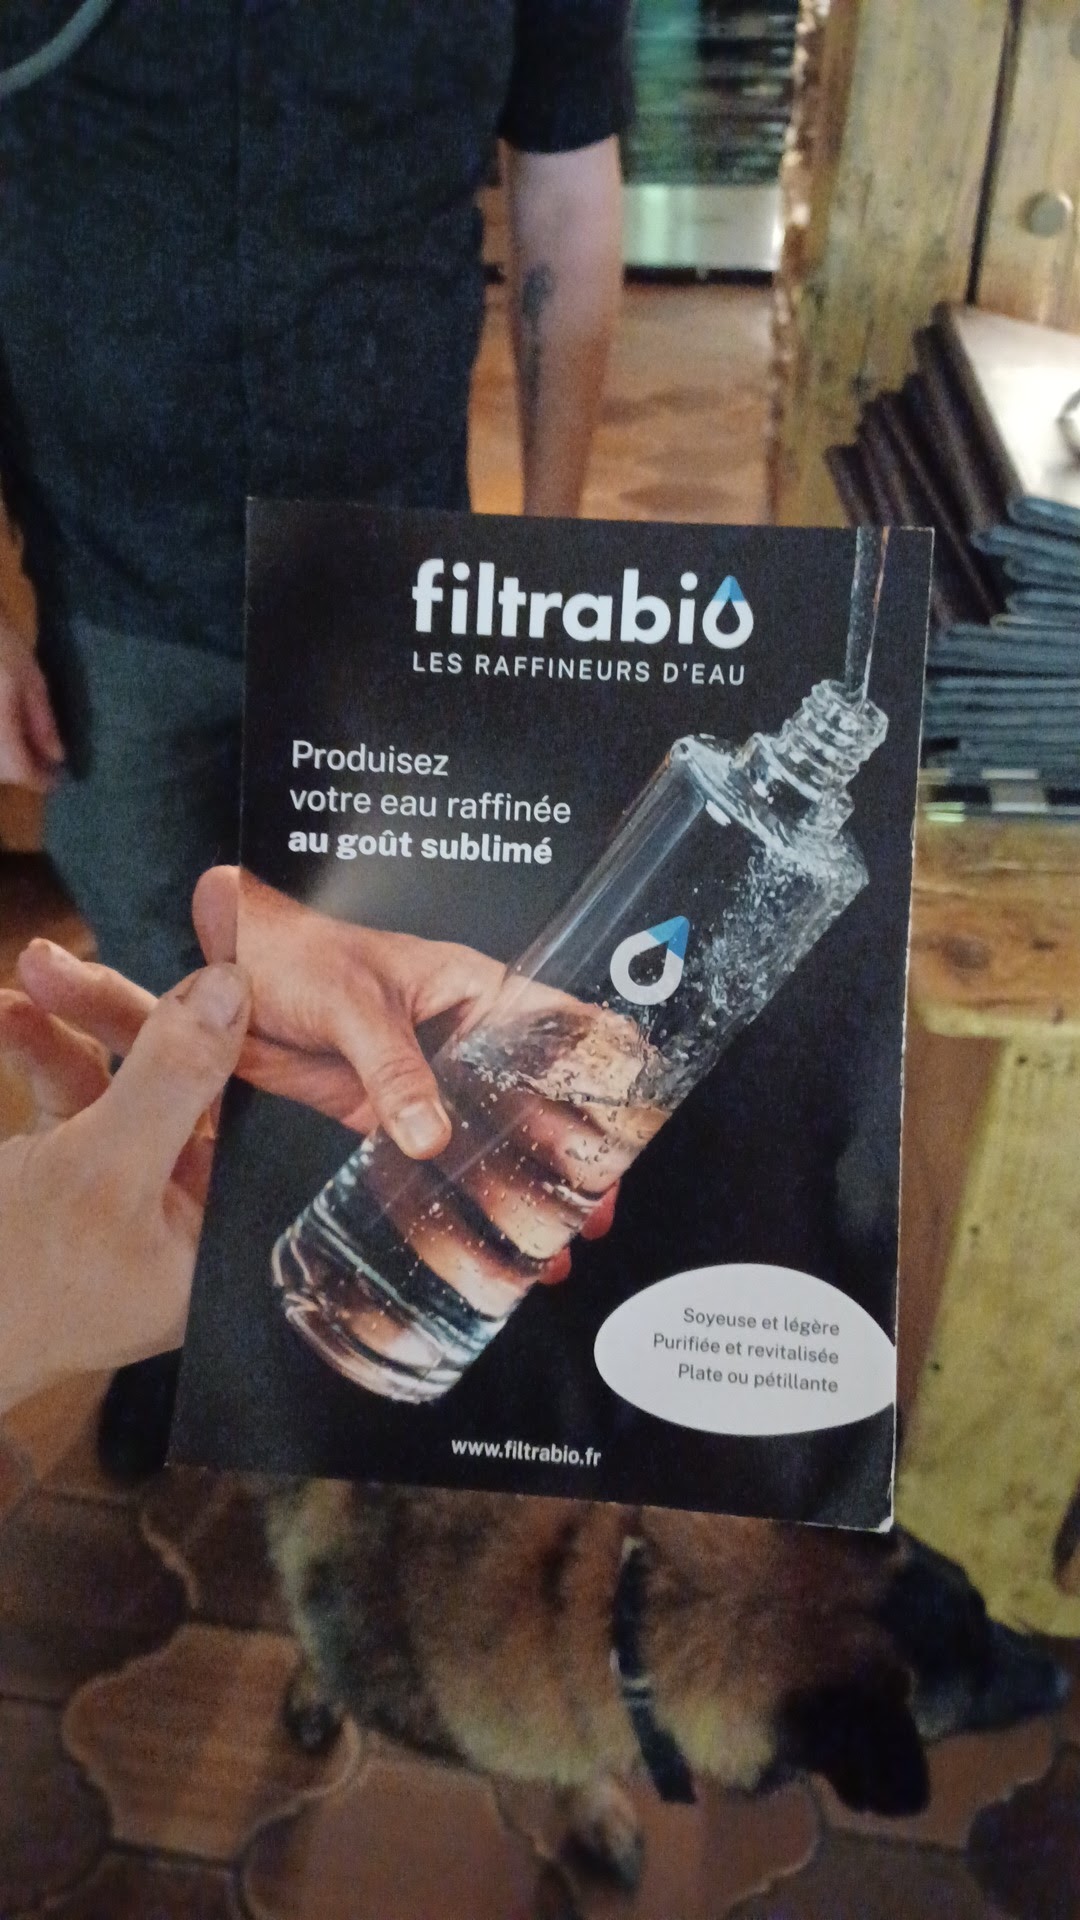 filtrabio
LES RAFFINEURS D'EAU
Produisez
votre eau raffinée
au goût sublimé
Soyeuse et légère
Purifiée et revitalisée
Plate ou pétillante
www.filtrabio.fr